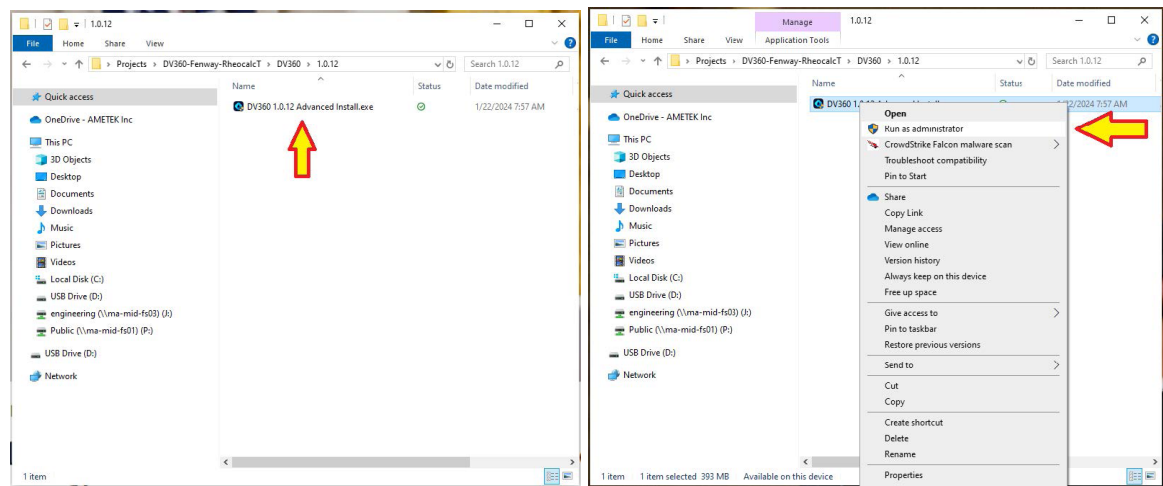 1.0.12
File Home Share View
Projects > DV360-Fenway-RheocalcT > DV360 > 1.0.12
Search 1.0.12
Name Status Date modified
Quick access
DV360 1.0.12 Advanced Install.exe 1/22/2024 7:57 AM
OneDrive - AMETEK Inc
This PC
3D Objects
Desktop
Documents
Downloads
Music
Pictures
Videos
Local Disk (C:)
USB Drive (D:)
engineering (\\ma-mid-fs03) (J:)
Public (\\ma-mid-fs01) (P:)
USB Drive (D:)
Network
1 item
Manage 1.0.12
File Home Share View Application Tools
Projects > DV360-Fenway-RheocalcT > DV360 > 1.0.12
Search 1.0.12
Name Status Date modified
Quick access
DV360 7:57 AM
OneDrive - AMETEK Inc
This PC
3D Objects
Desktop
Documents
Downloads
Music
Pictures
Videos
Local Disk (C:)
USB Drive (D:)
engineering (\\ma-mid-fs03) (J:)
Public (\\ma-mid-fs01) (P:)
USB Drive (D:)
Network
Open
Run as administrator
CrowdStrike Falcon malware scan
Troubleshoot compatibility
Pin to Start
Share
Copy Link
Manage access
View online
Version history
Always keep on this device
Free up space
Give access to
Pin to taskbar
Restore previous versions
Send to
Cut
Copy
Create shortcut
Delete
Rename
Properties
1 item 1 item selected 393 MB Available on this device